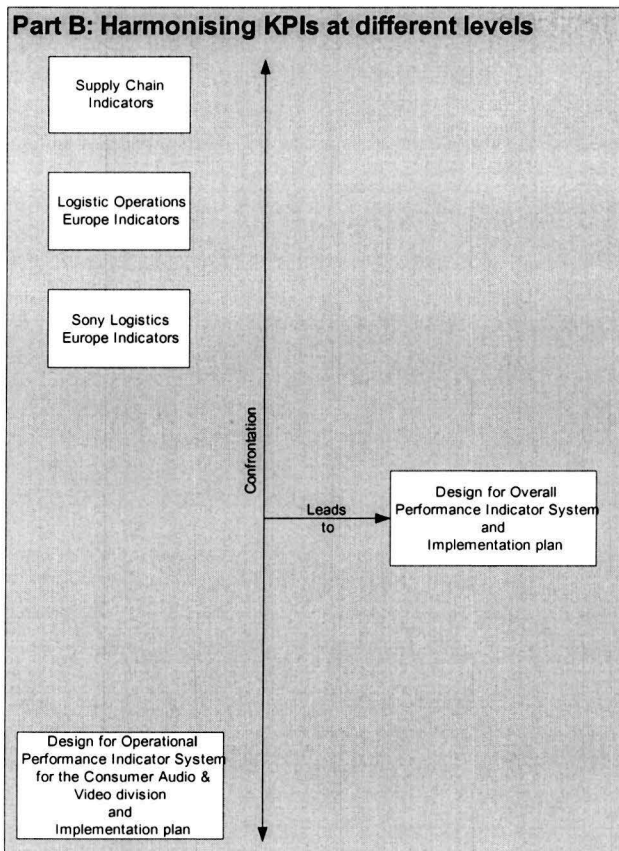 Part B: Harmonising KPIs at different levels
Supply Chain
Indicators
Logistic Operations
Europe Indicators
Sony Logistics
Europe Indicators
Confrontation
Leads
to
Design for Overall
Performance Indicator System
and
Implementation plan
Design for Operational
Performance Indicator System
for the Consumer Audio &
Video division
and
Implementation plan